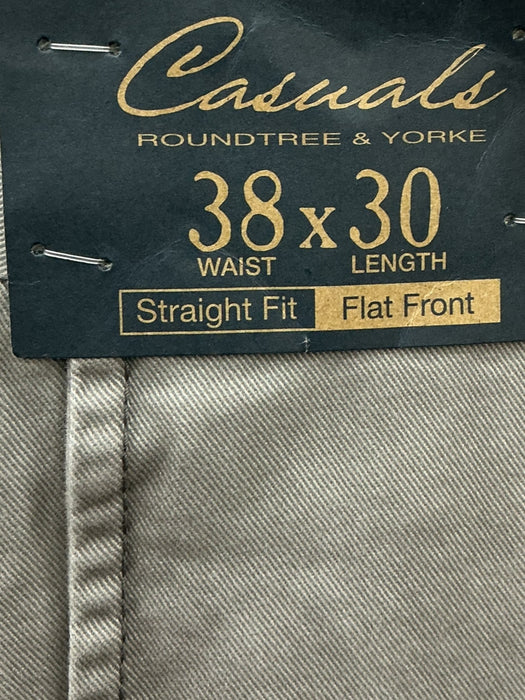 Casuals
ROUNDTREE & YORKE
38 x 30
WAIST LENGTH
Straight Fit Flat Front